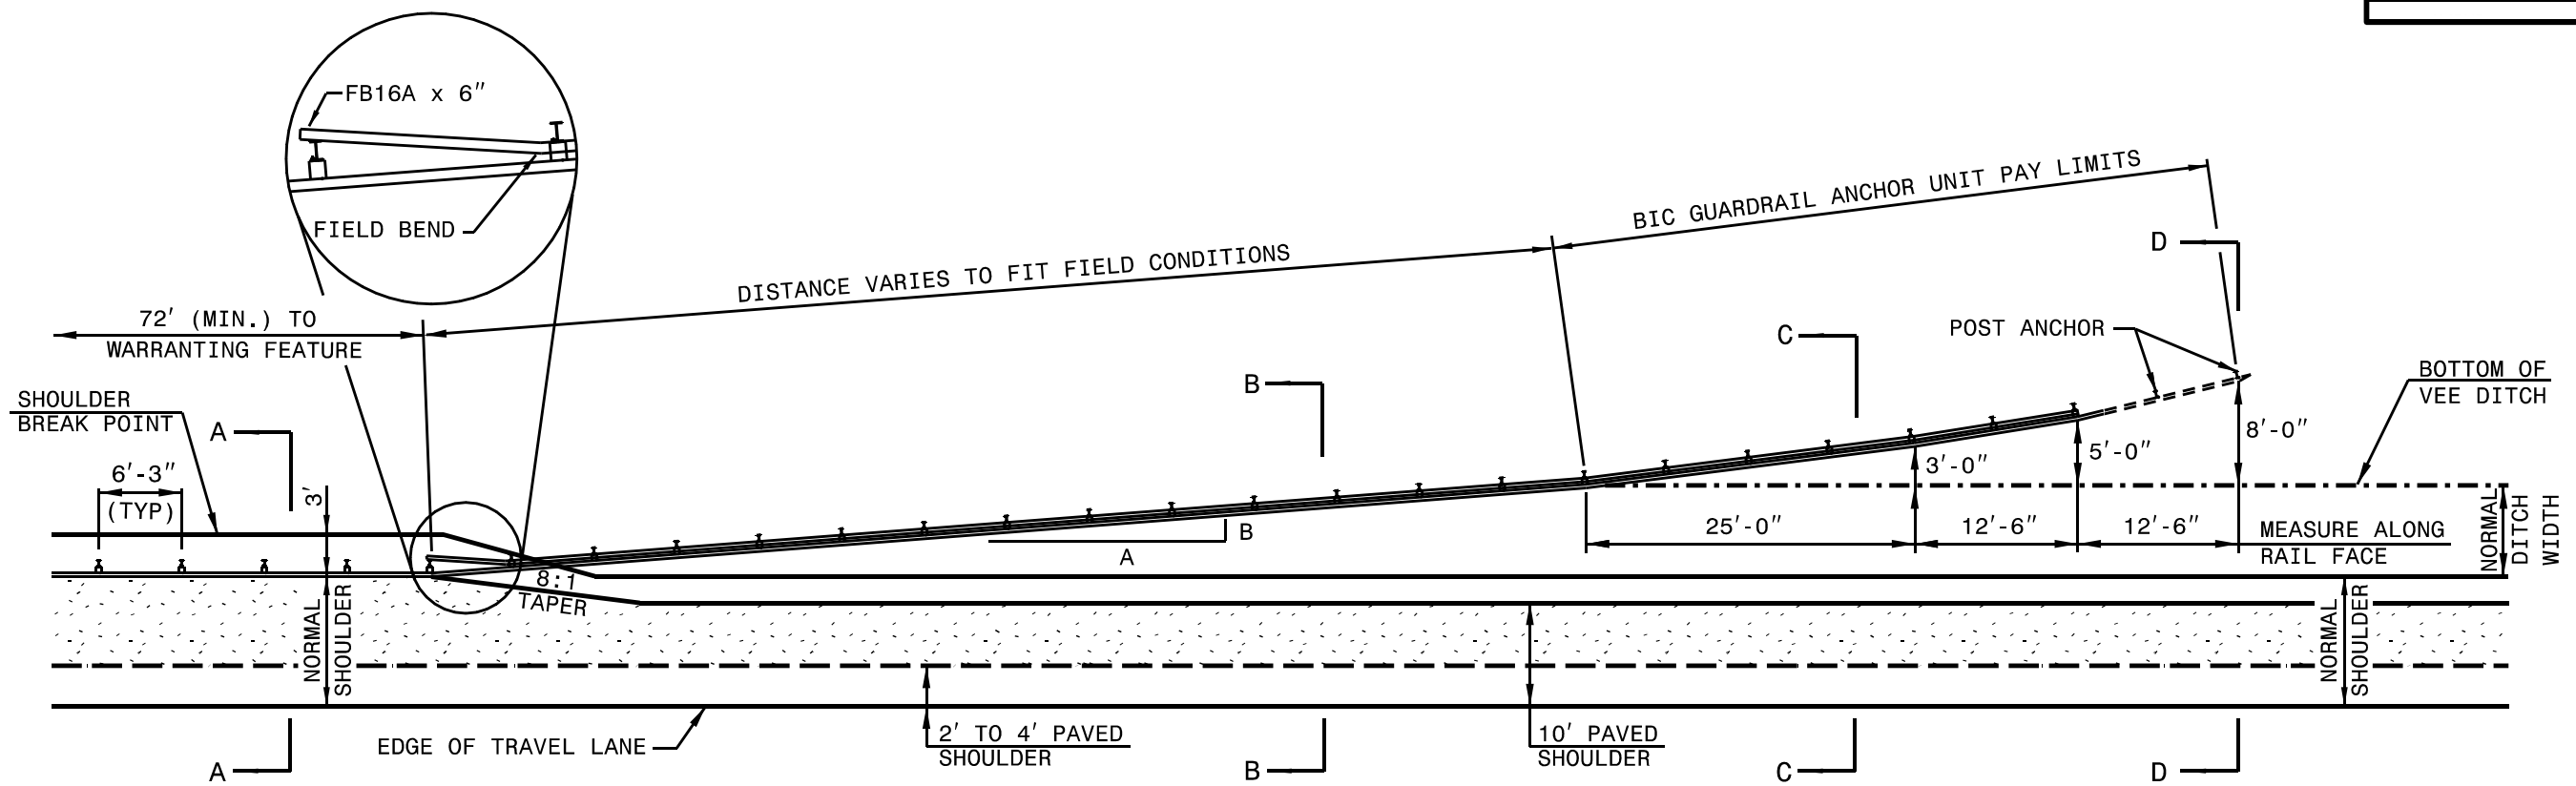 FB16A x 6"
FIELD BEND
BIC GUARDRAIL ANCHOR UNIT PAY LIMITS
DISTANCE VARIES TO FIT FIELD CONDITIONS
72' (MIN.) TO
WARRANTING FEATURE
D
C
B
A
POST ANCHOR
BOTTOM OF
VEE DITCH
SHOULDER
BREAK POINT
6'-3"
(TYP)
3'
8'-0"
5'-0"
3'-0"
B
A
25'-0"
12'-6"
12'-6"
MEASURE ALONG
RAIL FACE
NORMAL
DITCH
WIDTH
8:1
TAPER
NORMAL
SHOULDER
NORMAL
SHOULDER
EDGE OF TRAVEL LANE
2' TO 4' PAVED
SHOULDER
10' PAVED
SHOULDER
A
B
C
D